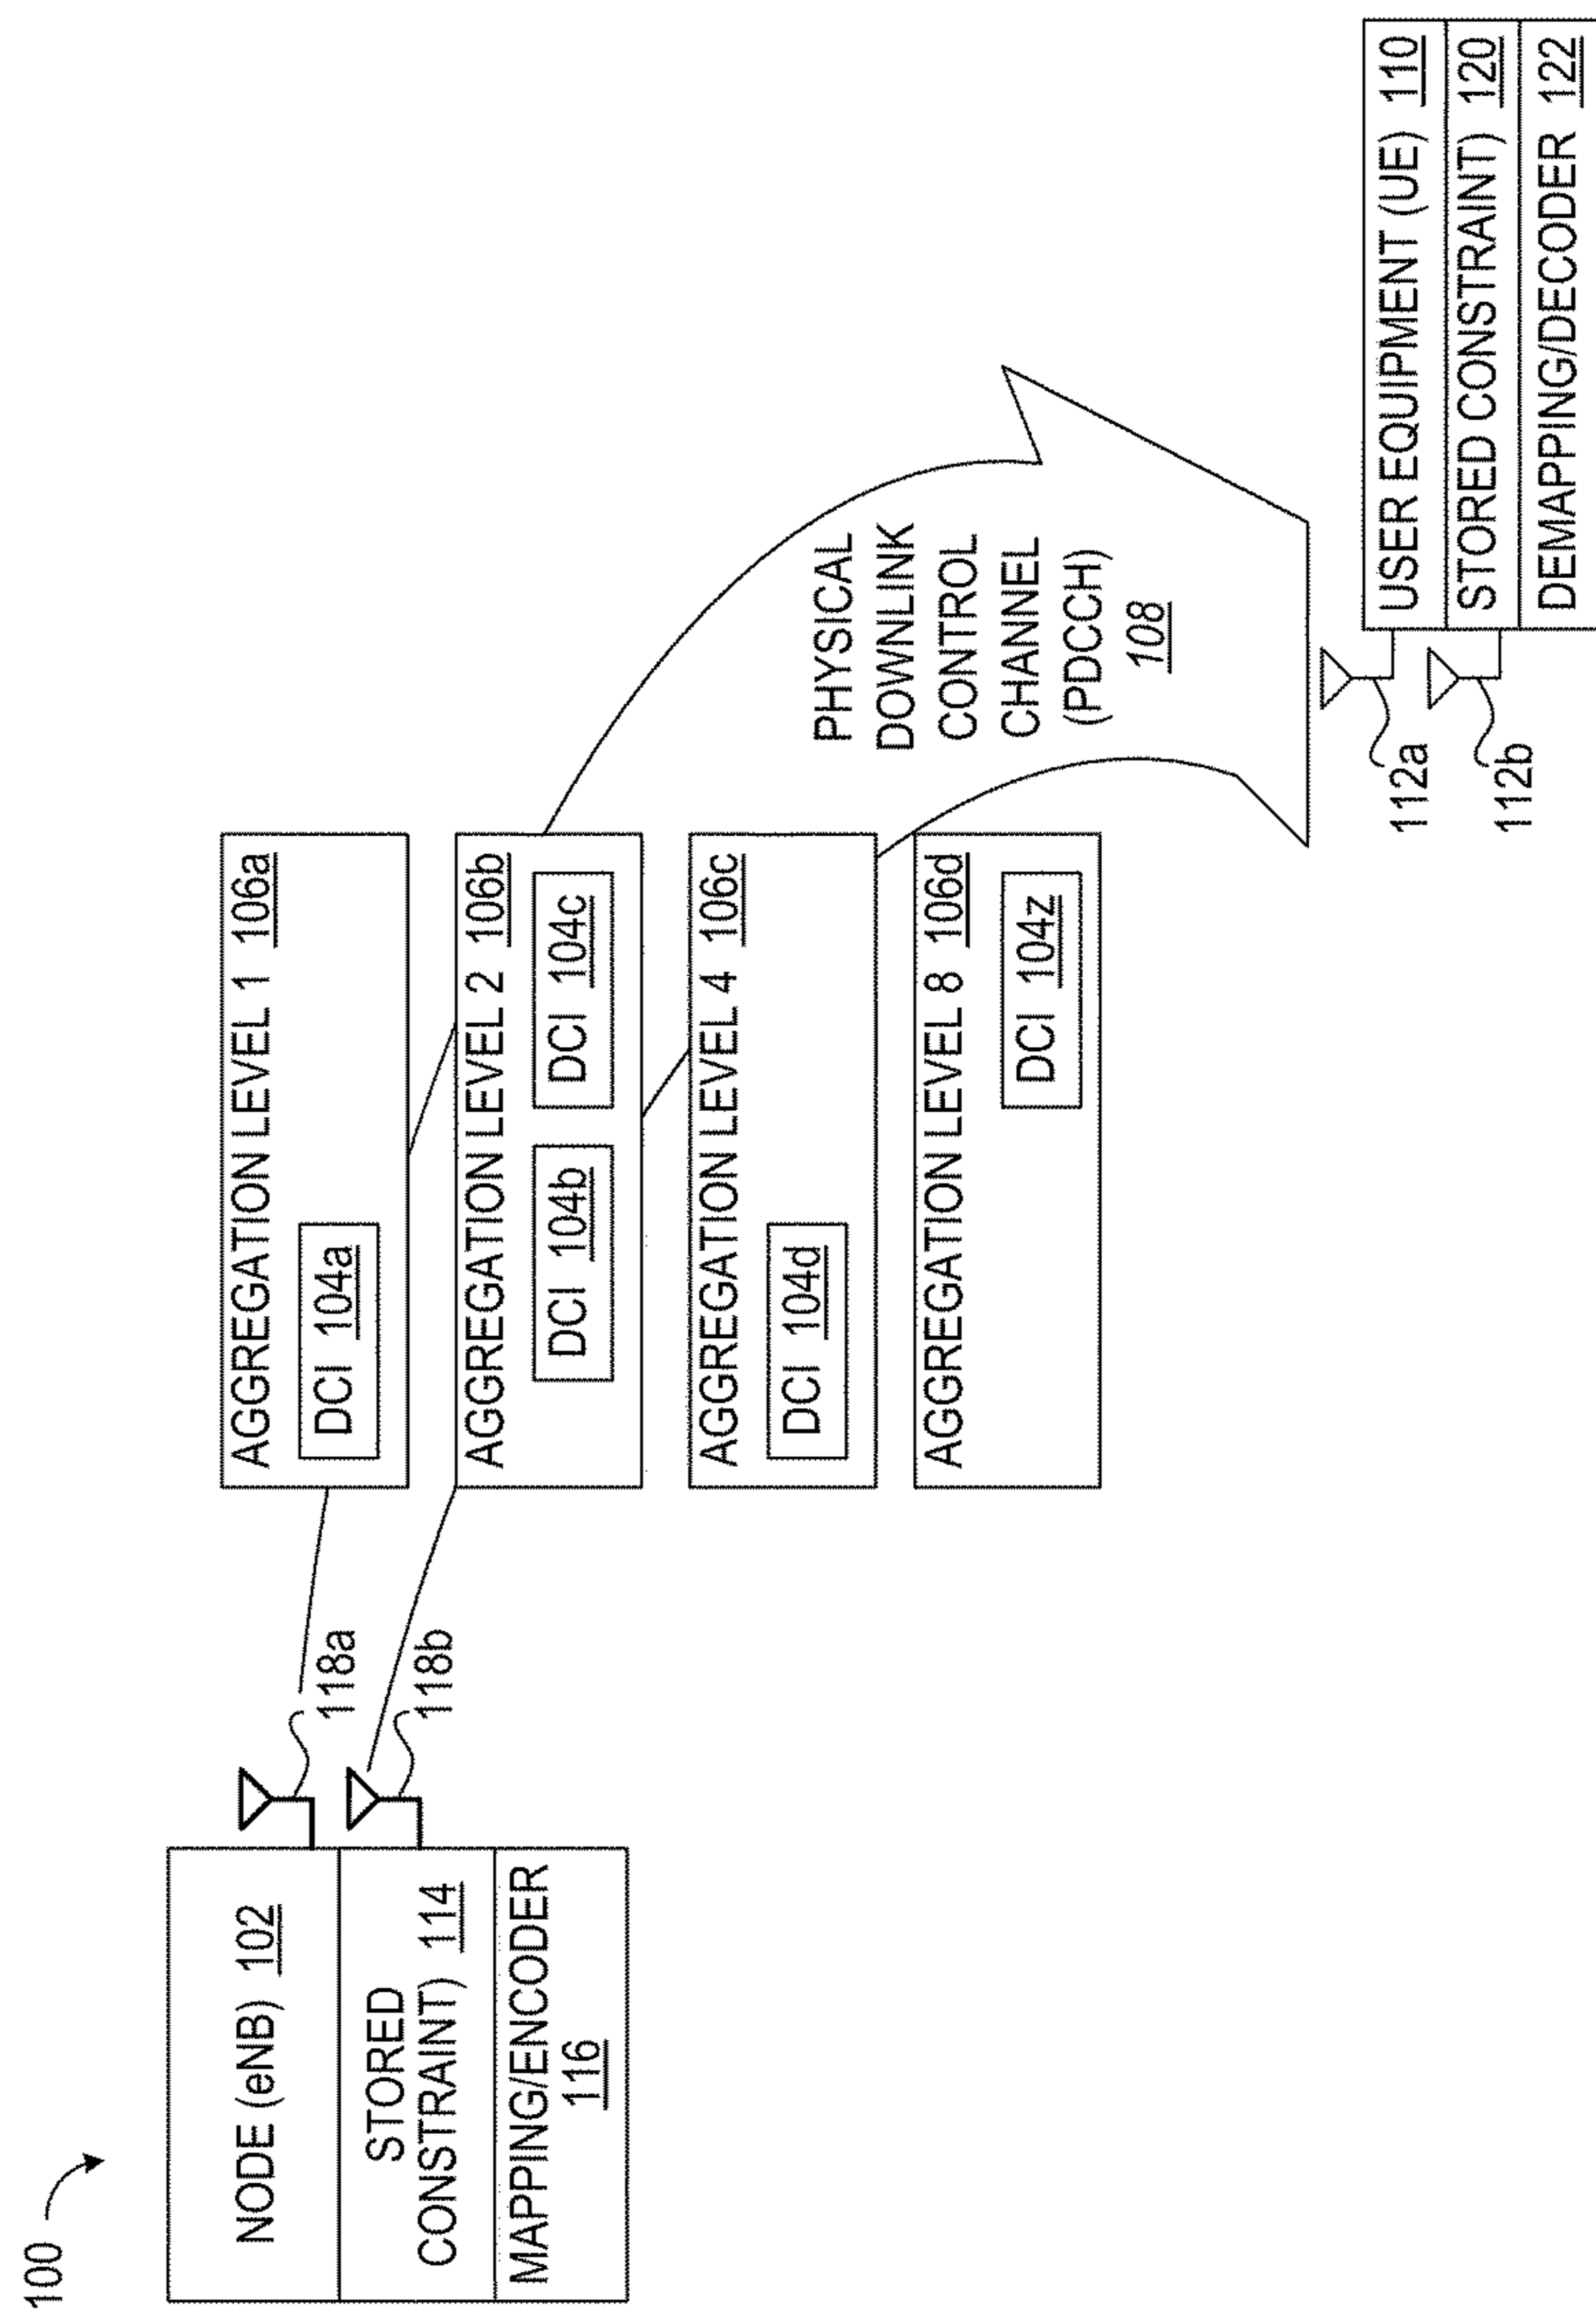 100
NODE (eNB) 102
STORED
CONSTRAINT) 114
MAPPING/ENCODER
116
118a
118b
AGGREGATION LEVEL 1 106a
DCI 104a
AGGREGATION LEVEL 2 106b
DCI 104b
DCI 104c
AGGREGATION LEVEL 4 106c
DCI 104d
AGGREGATION LEVEL 8 106d
DCI 104z
PHYSICAL
DOWNLINK
CONTROL
CHANNEL
(PDCCH)
108
112a
112b
USER EQUIPMENT (UE) 110
STORED CONSTRAINT) 120
DEMAPPING/DECODER 122